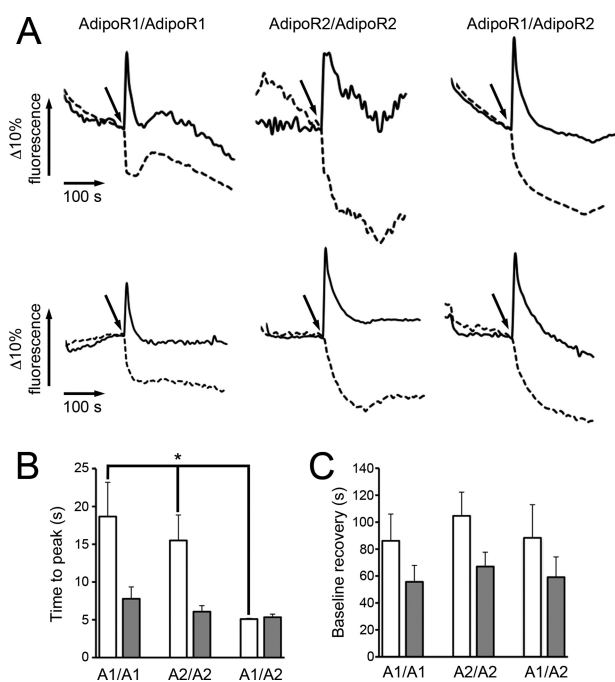 A
AdipoR1/AdipoR1
AdipoR2/AdipoR2
AdipoR1/AdipoR2
Δ10%
fluorescence
100 s
Δ10%
fluorescence
100 s
B
*
Time to peak (s)
25
20
15
10
5
0
A1/A1
A2/A2
A1/A2
C
Baseline recovery (s)
140
120
100
80
60
40
20
0
A1/A1
A2/A2
A1/A2